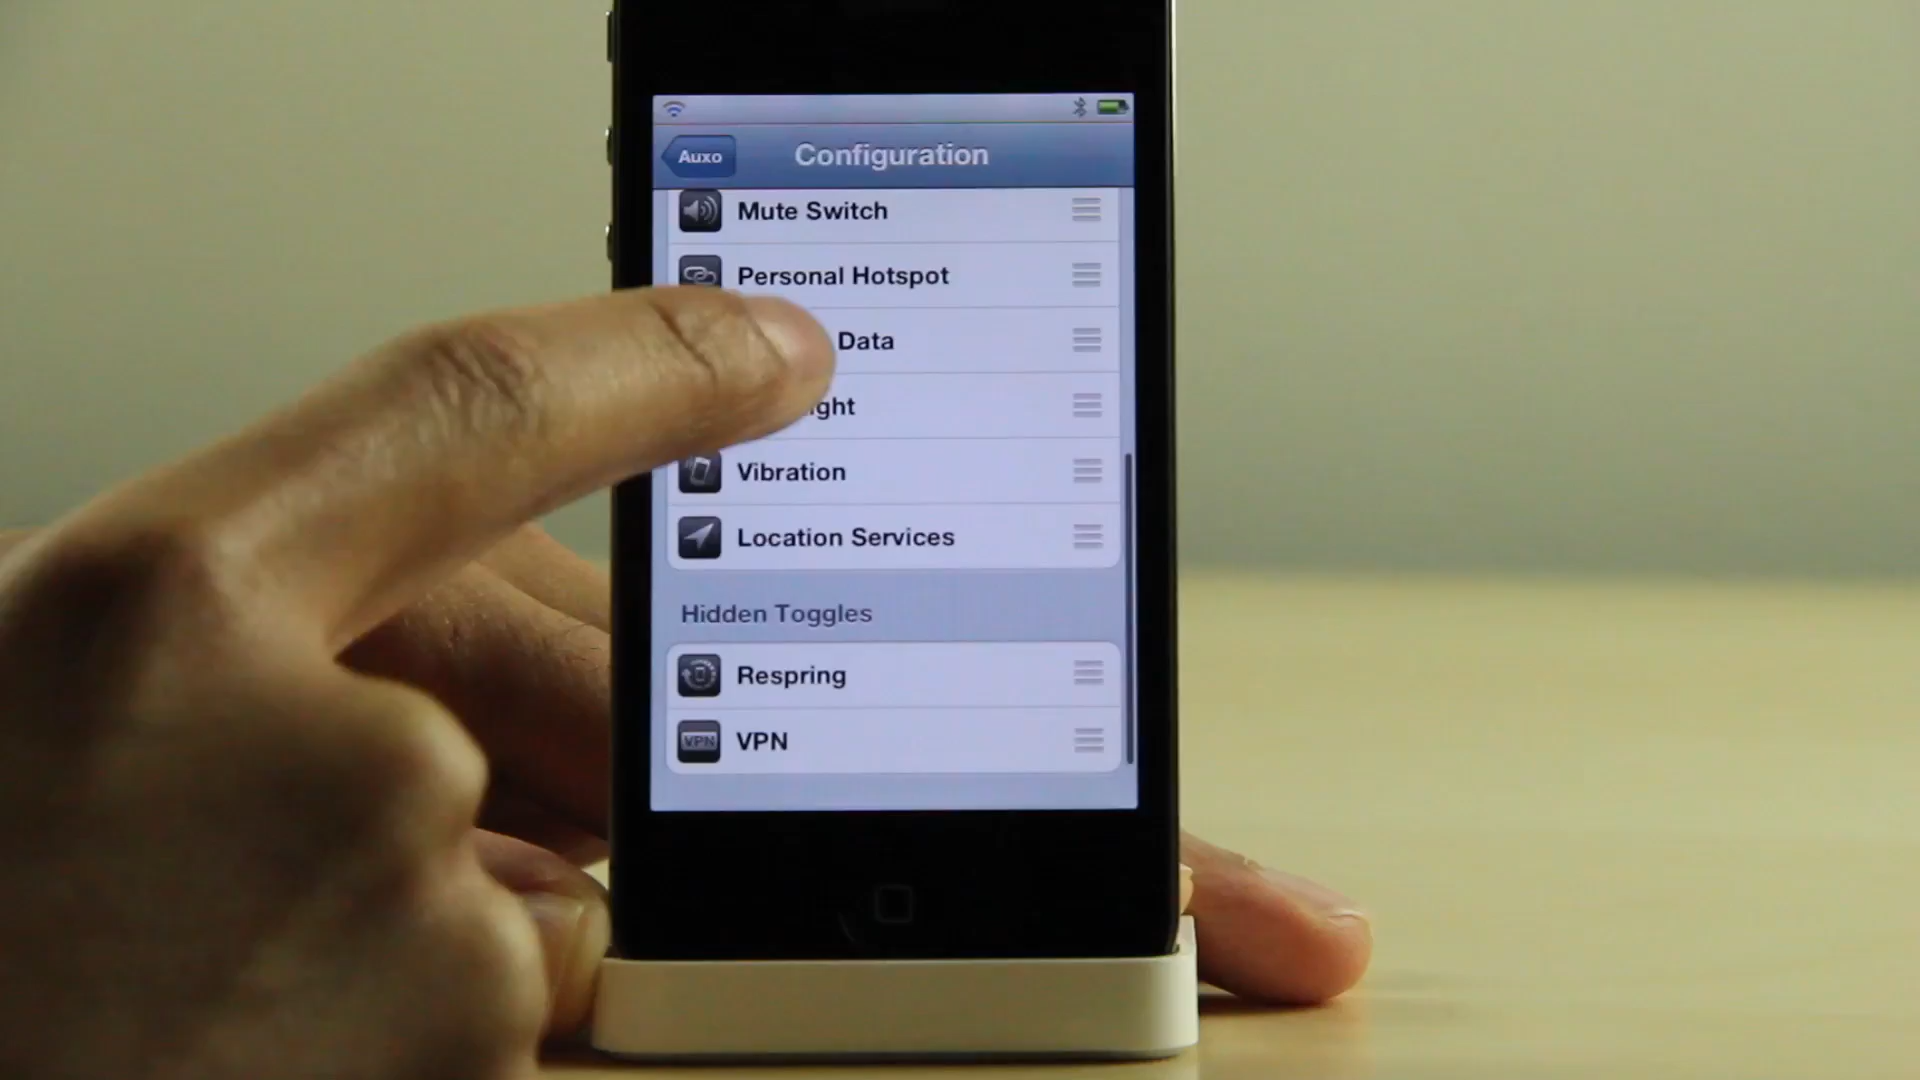 Auxo
Configuration
Mute Switch
Personal Hotspot
Data
Vibration
Location Services
Hidden Toggles
Respring
VPN
VPN